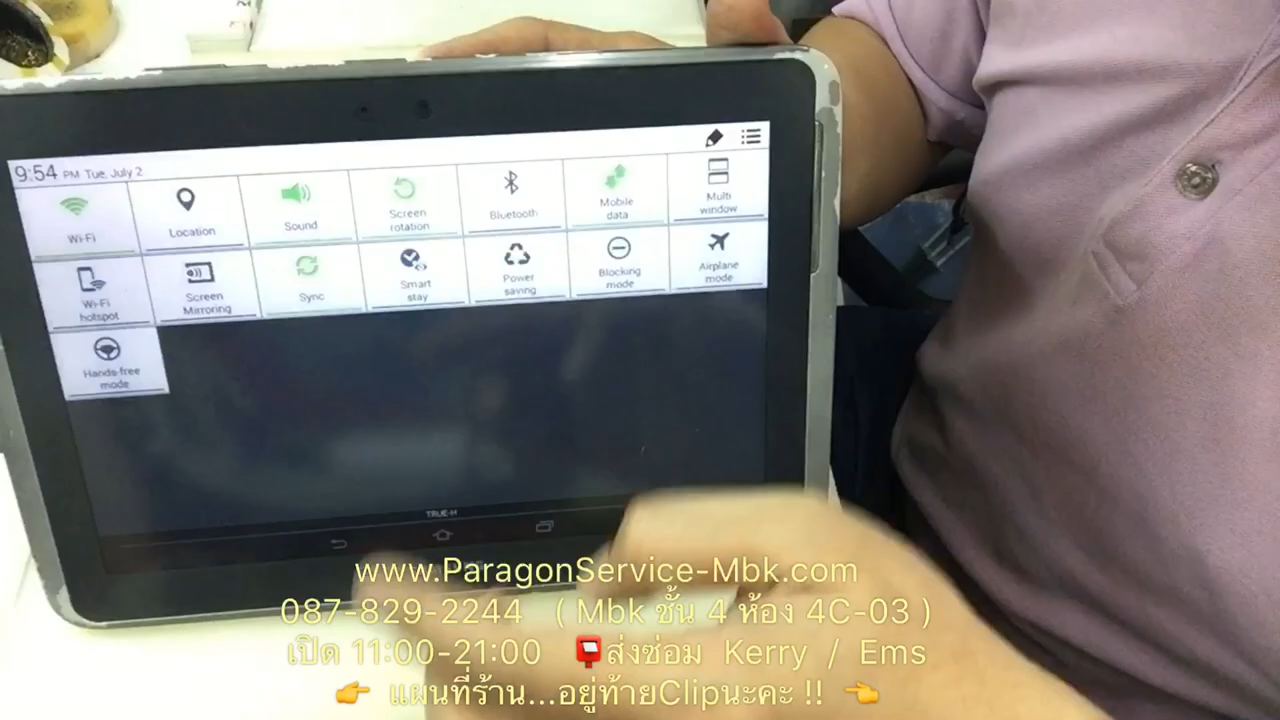 9:54 PM Tue, July 2
Wi-Fi
Location
Sound
Screen
rotation
Bluetooth
Mobile
data
Multi
window
Wi-Fi
hotspot
Screen
Mirroring
Sync
Smart
stay
Power
saving
Blocking
mode
Airplane
mode
Hands-free
mode
TRUE-H
www.ParagonService-Mbk.com
087-829-2244 ( Mbk ชั้น 4 ห้อง 4C-03 )
เปิด 11:00-21:00 📮ส่งซ่อม Kerry / Ems
👉 แผนที่ร้าน...อยู่ท้ายClipนะคะ !! 👈